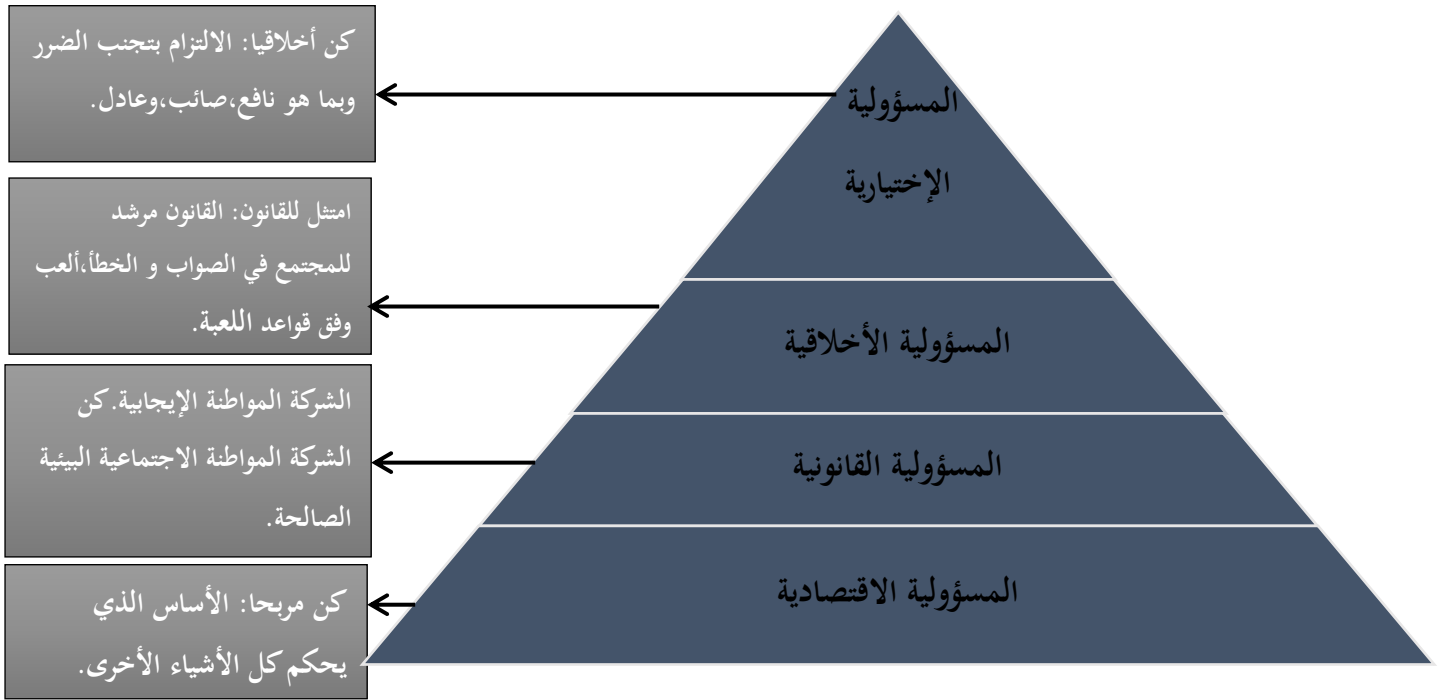 كن أخلاقيا: الالتزام بتجنب الضرر
وبما هو نافع،صائب،وعادل.
المسؤولية
الإختيارية
امتثل للقانون: القانون مرشد
للمجتمع في الصواب و الخطأ،ألعب
وفق قواعد اللعبة.
المسؤولية الأخلاقية
الشركة المواطنة الإيجابية.كن
الشركة المواطنة الاجتماعية البيئية
الصالحة.
المسؤولية القانونية
كن مربحا: الأساس الذي
يحكم كل الأشياء الأخرى.
المسؤولية الاقتصادية